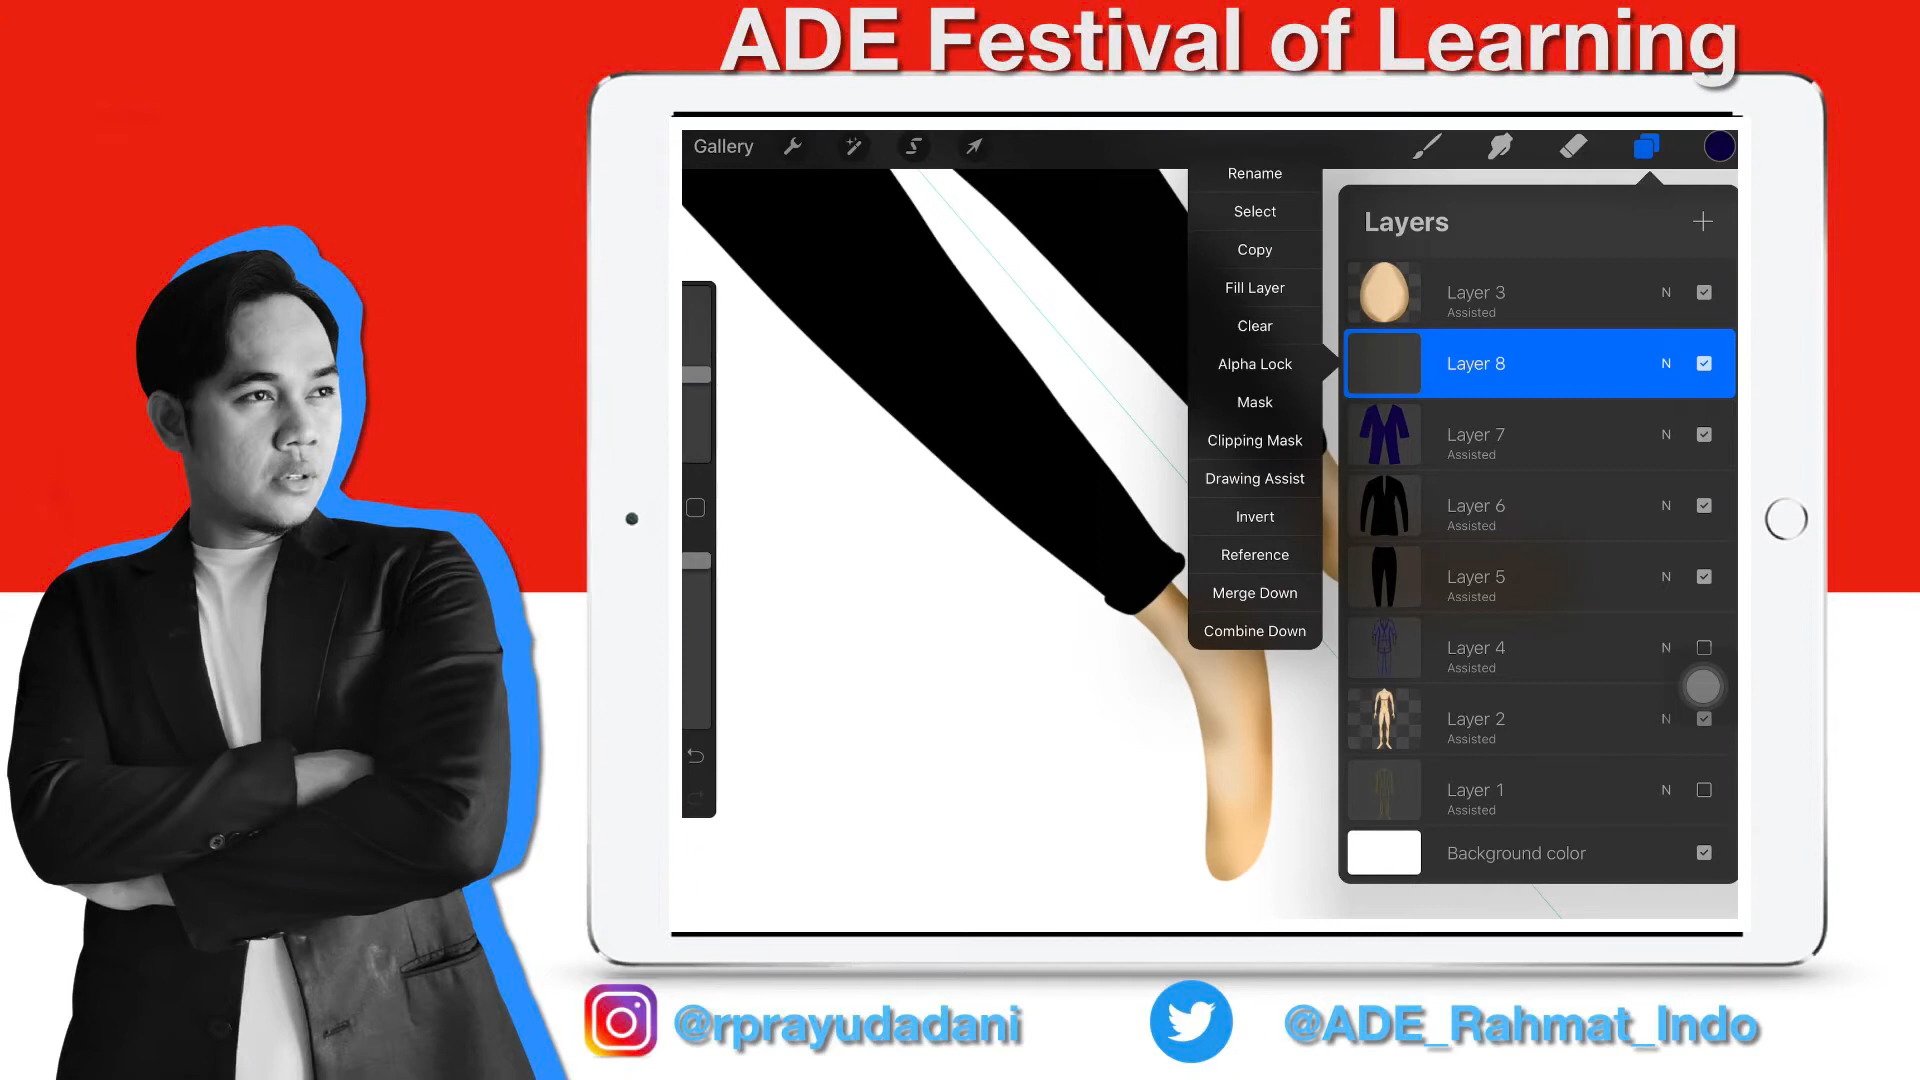 ADE Festival of Learning
Gallery
Rename
Select
Copy
Fill Layer
Clear
Alpha Lock
Mask
Clipping Mask
Drawing Assist
Invert
Reference
Merge Down
Combine Down
Layers
Layer 3 N
Assisted
Layer 8 N
Layer 7 N
Assisted
Layer 6 N
Assisted
Layer 5 N
Assisted
Layer 4 N
Assisted
Layer 2 N
Assisted
Layer 1 N
Assisted
Background color
@rprayudadani
@ADE_Rahmat_Indo